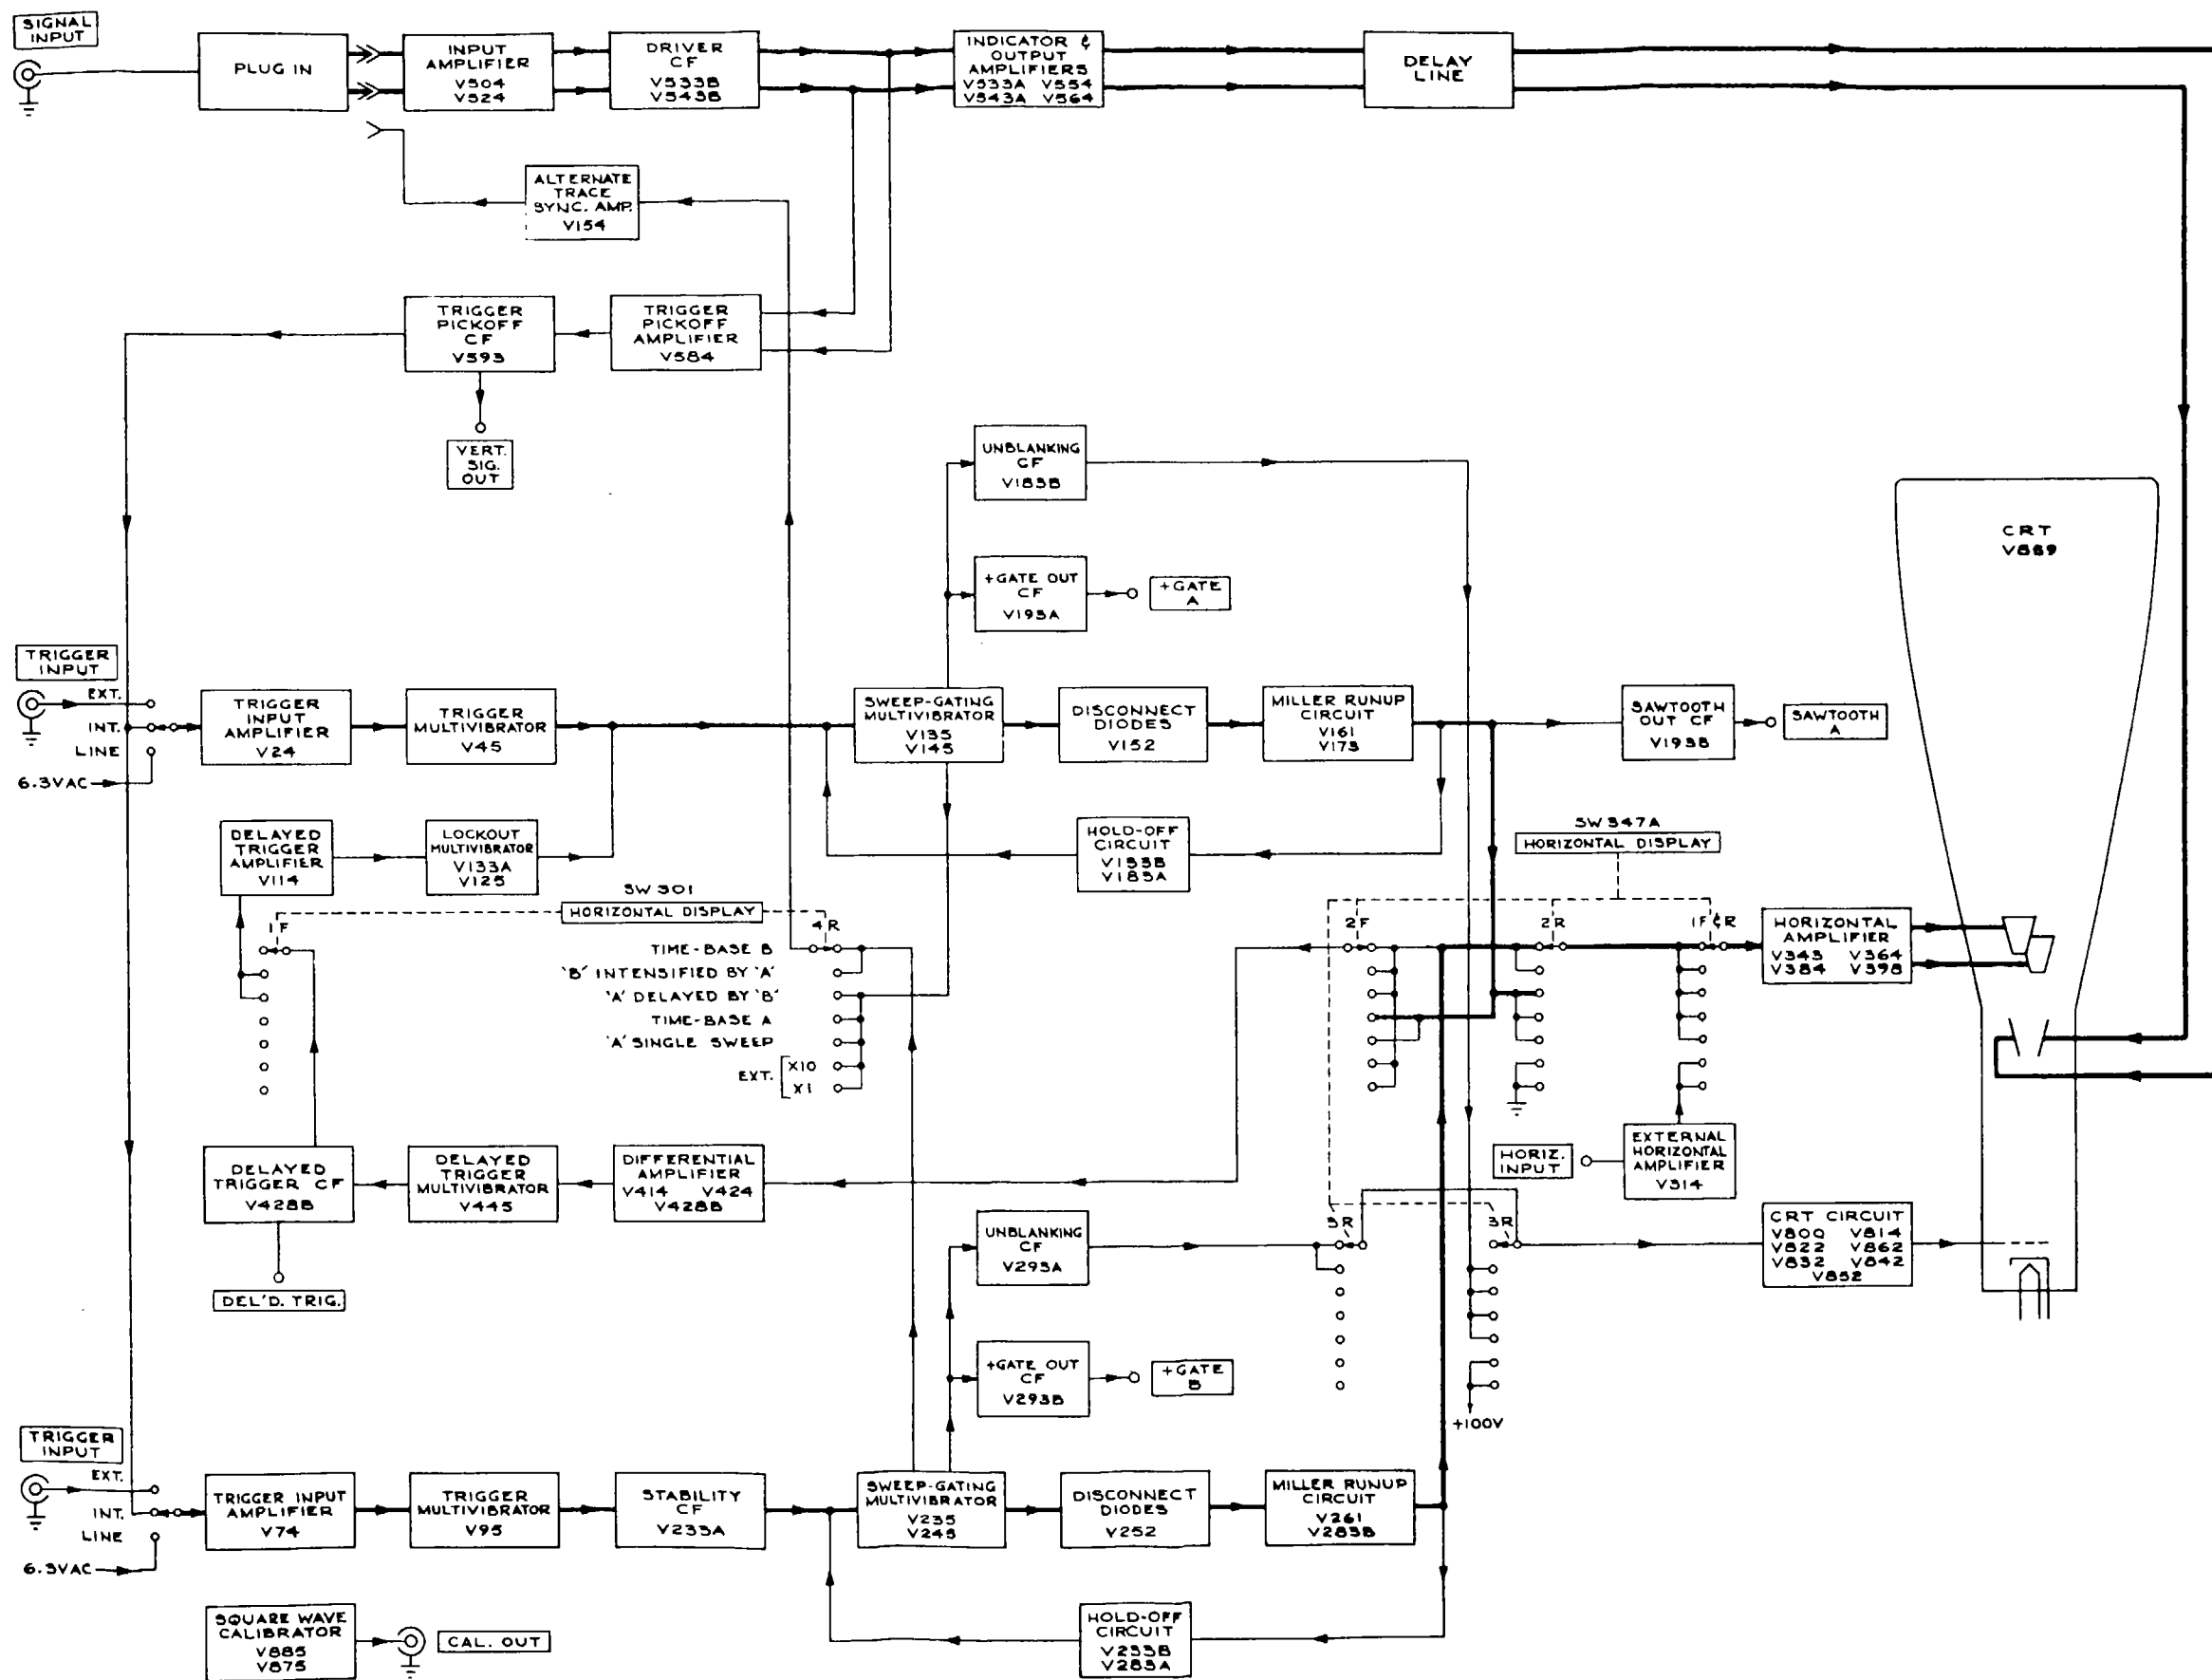 SIGNAL
INPUT
PLUG IN
INPUT
AMPLIFIER
V504
V524
DRIVER
CF
V533B
V543B
INDICATOR &
OUTPUT
AMPLIFIERS
V533A V554
V543A V564
DELAY
LINE
ALTERNATE
TRACE
SYNC. AMP.
V154
TRIGGER
PICKOFF
CF
V593
TRIGGER
PICKOFF
AMPLIFIER
V584
VERT.
SIG.
OUT
UNBLANKING
CF
V183B
+GATE OUT
CF
V193A
+GATE
A
CRT
V859
TRIGGER
INPUT
EXT.
INT.
LINE
6.3VAC
TRIGGER
INPUT
AMPLIFIER
V24
TRIGGER
MULTIVIBRATOR
V45
SWEEP-GATING
MULTIVIBRATOR
V135
V145
DISCONNECT
DIODES
V152
MILLER RUNUP
CIRCUIT
V161
V173
SAWTOOTH
OUT CF
V193B
SAWTOOTH
A
DELAYED
TRIGGER
AMPLIFIER
V114
LOCKOUT
MULTIVIBRATOR
V133A
V125
HOLD-OFF
CIRCUIT
V133B
V183A
SW 347A
HORIZONTAL DISPLAY
SW 301
HORIZONTAL DISPLAY
1F
4R
TIME-BASE B
'B' INTENSIFIED BY 'A'
'A' DELAYED BY 'B'
TIME-BASE A
'A' SINGLE SWEEP
EXT.
X10
X1
2F
2R
1F&R
HORIZONTAL
AMPLIFIER
V343 V364
V384 V398
DELAYED
TRIGGER CF
V428B
DELAYED
TRIGGER
MULTIVIBRATOR
V445
DIFFERENTIAL
AMPLIFIER
V414 V424
V428B
HORIZ.
INPUT
EXTERNAL
HORIZONTAL
AMPLIFIER
V314
DEL'D. TRIG.
UNBLANKING
CF
V293A
3R
3R
CRT CIRCUIT
V800 V814
V822 V862
V832 V842
V852
+GATE OUT
CF
V293B
+GATE
B
+100V
TRIGGER
INPUT
EXT.
INT.
LINE
6.3VAC
TRIGGER INPUT
AMPLIFIER
V74
TRIGGER
MULTIVIBRATOR
V95
STABILITY
CF
V233A
SWEEP-GATING
MULTIVIBRATOR
V235
V245
DISCONNECT
DIODES
V252
MILLER RUNUP
CIRCUIT
V261
V283B
SQUARE WAVE
CALIBRATOR
V885
V875
CAL. OUT
HOLD-OFF
CIRCUIT
V233B
V283A